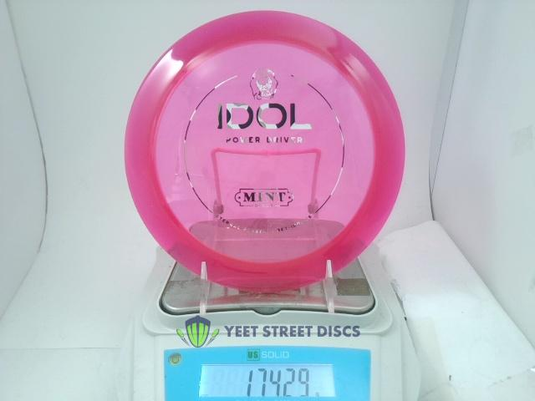 IDOL
POWER DRIVER
MINT
YEET STREET DISCS
US SOLID
174.29